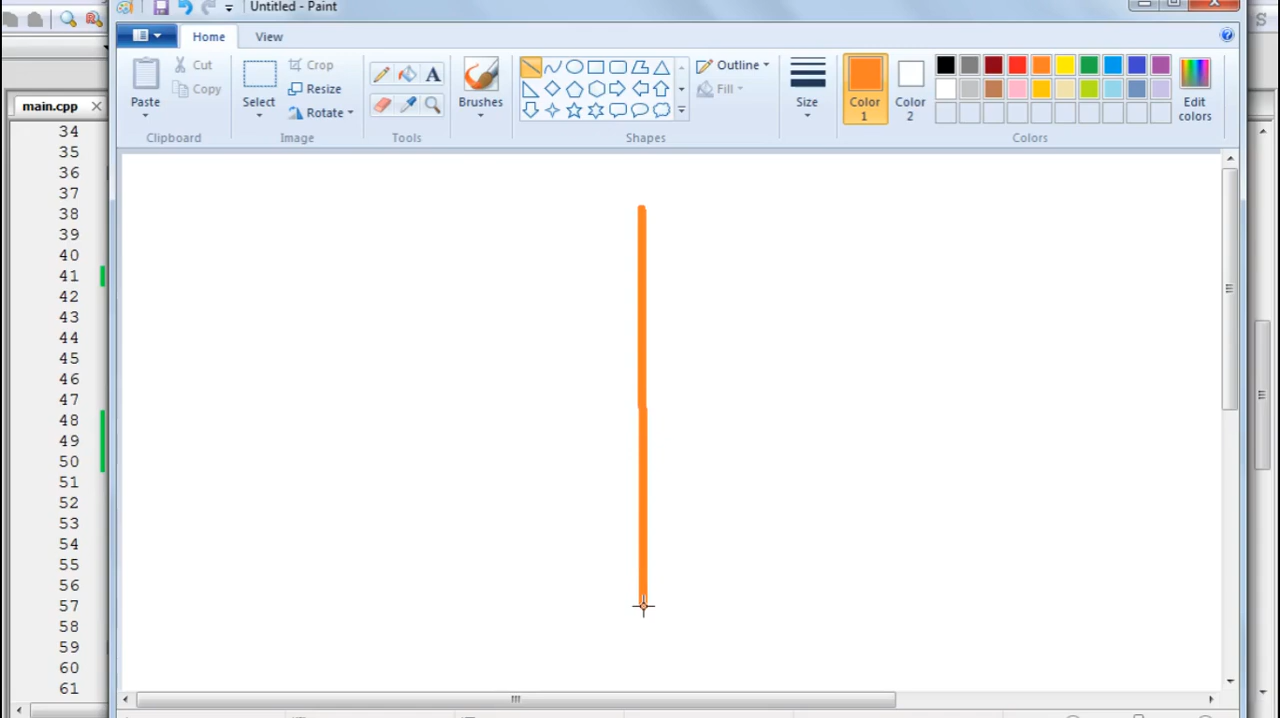 Untitled - Paint
Home
View
Paste
Cut
Copy
Clipboard
Select
Crop
Resize
Rotate
Image
Tools
Brushes
Shapes
Outline
Fill
Size
Color
1
Color
2
Edit
colors
Colors
S
main.cpp
34
35
36
37
38
39
40
41
42
43
44
45
46
47
48
49
50
51
52
53
54
55
56
57
58
59
60
61